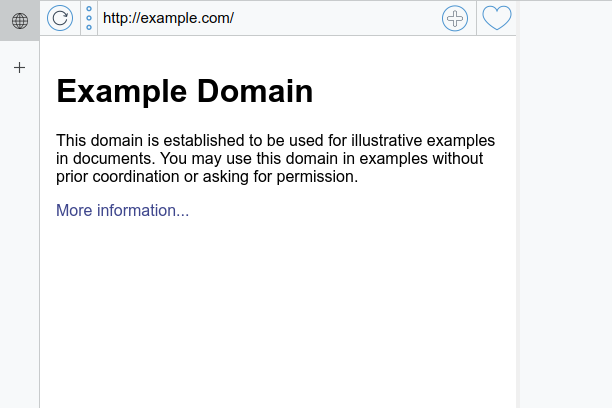 http://example.com/
Example Domain
This domain is established to be used for illustrative examples
in documents. You may use this domain in examples without
prior coordination or asking for permission.
More information...